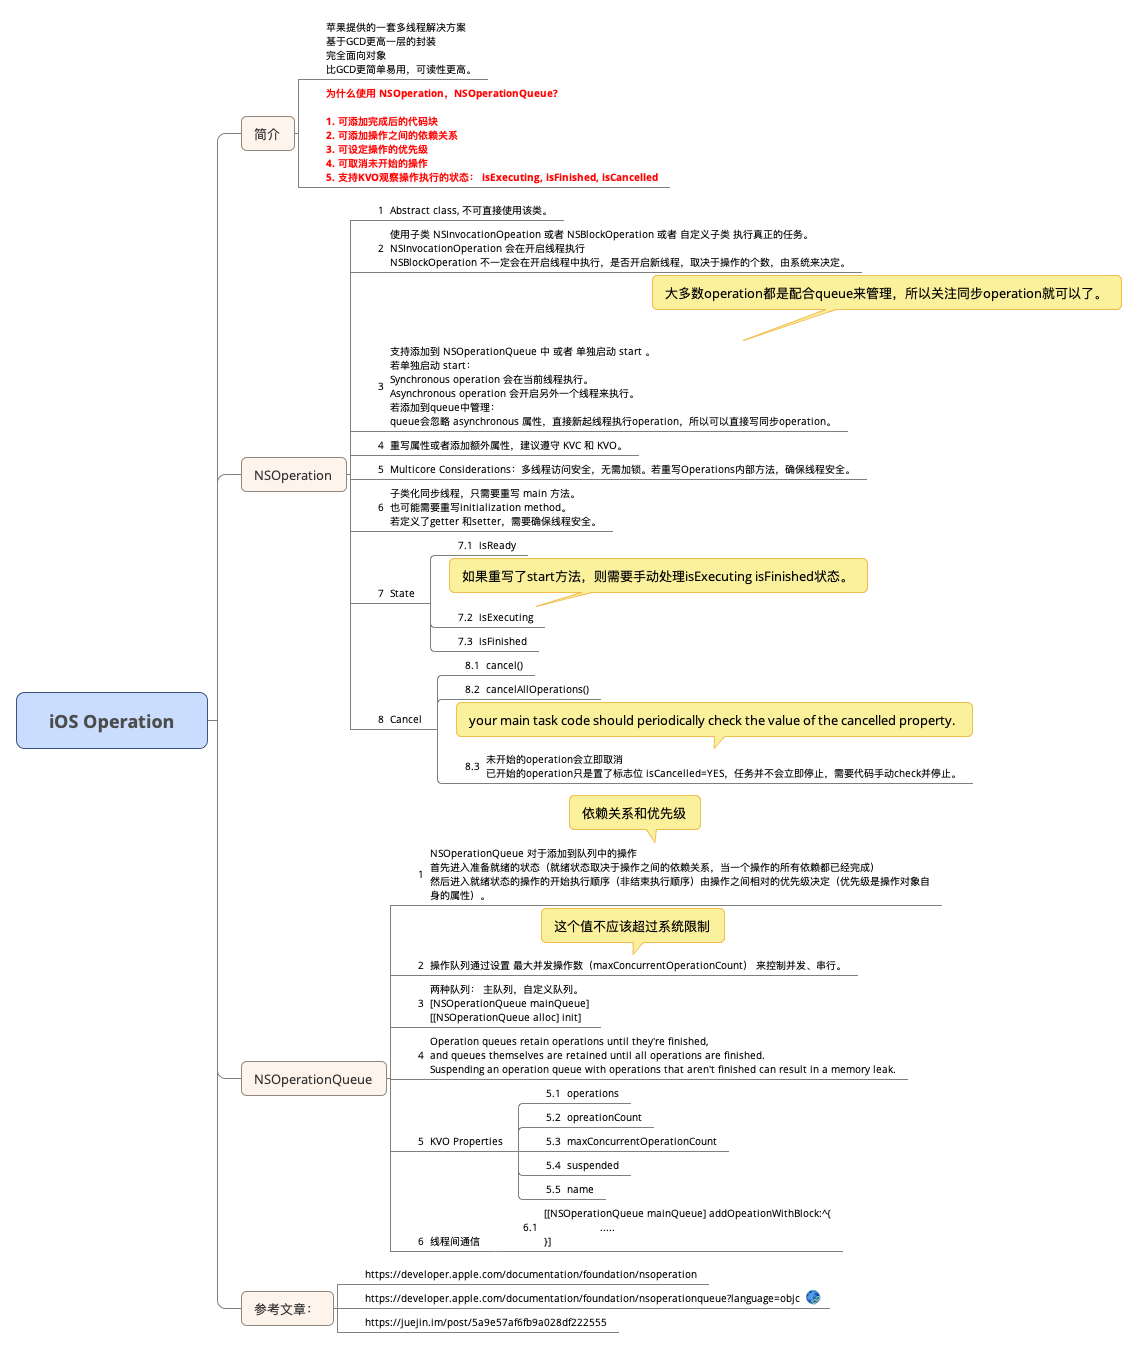 苹果提供的一套多线程解决方案
基于GCD更高一层的封装
完全面向对象
比GCD更简单易用，可读性更高。
为什么使用 NSOperation，NSOperationQueue?
1. 可添加完成后的代码块
2. 可添加操作之间的依赖关系
3. 可设定操作的优先级
4. 可取消未开始的操作
5. 支持KVO观察操作执行的状态： isExecuting, isFinished, isCancelled
简介
1 Abstract class, 不可直接使用该类。
使用子类 NSInvocationOpeation 或者 NSBlockOperation 或者 自定义子类 执行真正的任务。
2 NSInvocationOperation 会在开启线程执行
NSBlockOperation 不一定会在开启线程中执行，是否开启新线程，取决于操作的个数，由系统来决定。
大多数operation都是配合queue来管理，所以关注同步operation就可以了。
支持添加到 NSOperationQueue 中 或者 单独启动 start 。
若单独启动 start：
Synchronous operation 会在当前线程执行。
3 Asynchronous operation 会开启另外一个线程来执行。
若添加到queue中管理：
queue会忽略 asynchronous 属性，直接新起线程执行operation，所以可以直接写同步operation。
4 重写属性或者添加额外属性，建议遵守 KVC 和 KVO。
5 Multicore Considerations：多线程访问安全，无需加锁。若重写Operations内部方法，确保线程安全。
NSOperation
子类化同步线程，只需要重写 main 方法。
6 也可能需要重写initialization method。
若定义了getter 和setter，需要确保线程安全。
7.1 isReady
如果重写了start方法，则需要手动处理isExecuting isFinished状态。
7 State
7.2 isExecuting
7.3 isFinished
8.1 cancel()
8.2 cancelAllOperations()
8 Cancel
your main task code should periodically check the value of the cancelled property.
8.3 未开始的operation会立即取消
已开始的operation只是置了标志位 isCancelled=YES，任务并不会立即停止，需要代码手动check并停止。
iOS Operation
依赖关系和优先级
NSOperationQueue 对于添加到队列中的操作
1 首先进入准备就绪的状态（就绪状态取决于操作之间的依赖关系，当一个操作的所有依赖都已经完成）
然后进入就绪状态的操作的开始执行顺序（非结束执行顺序）由操作之间相对的优先级决定（优先级是操作对象自
身的属性）。
这个值不应该超过系统限制
2 操作队列通过设置 最大并发操作数（maxConcurrentOperationCount） 来控制并发、串行。
两种队列： 主队列，自定义队列。
3 [NSOperationQueue mainQueue]
[[NSOperationQueue alloc] init]
Operation queues retain operations until they're finished,
4 and queues themselves are retained until all operations are finished.
Suspending an operation queue with operations that aren't finished can result in a memory leak.
NSOperationQueue
5.1 operations
5.2 opreationCount
5 KVO Properties
5.3 maxConcurrentOperationCount
5.4 suspended
5.5 name
[[NSOperationQueue mainQueue] addOpeationWithBlock:^{
6.1 .....
}]
6 线程间通信
https://developer.apple.com/documentation/foundation/nsoperation
https://developer.apple.com/documentation/foundation/nsoperationqueue?language=objc
参考文章：
https://juejin.im/post/5a9e57af6fb9a028df222555